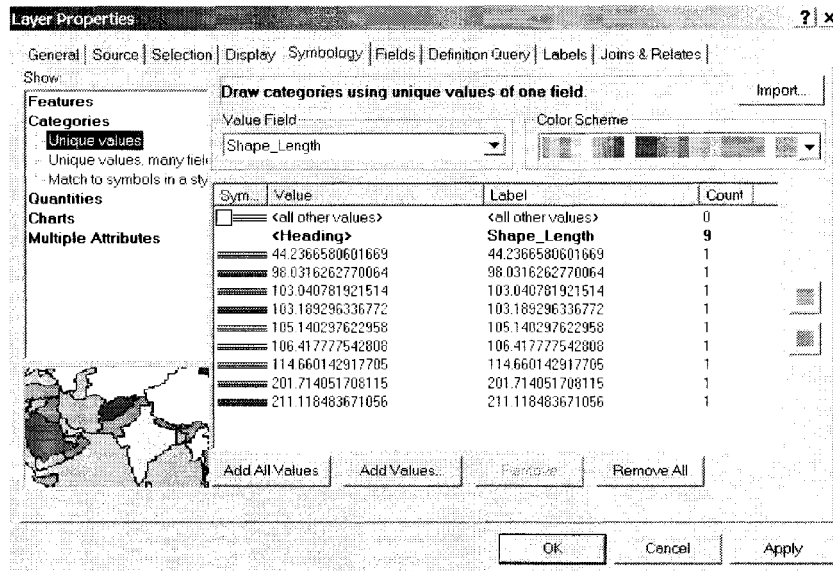 Layer Properties
General Source Selection Display Symbology Fields Definition Query Labels Joins & Relates
Show:
Features
Categories
Unique values
Unique values, many fiel
Match to symbols in a sty
Quantities
Charts
Multiple Attributes
Draw categories using unique values of one field.
Import...
Value Field
Shape_Length
Color Scheme
Sym... Value Label Count
<all other values> <all other values> 0
<Heading> Shape_Length 9
44.2366580601669 44.2366580601669 1
98.0316262770064 98.0316262770064 1
103.040781921514 103.040781921514 1
103.189296336772 103.189296336772 1
105.140297622958 105.140297622958 1
106.417777542808 106.417777542808 1
114.660142917705 114.660142917705 1
201.714051708115 201.714051708115 1
211.118483671056 211.118483671056 1
Add All Values Add Values.. Remove Remove All
OK Cancel Apply